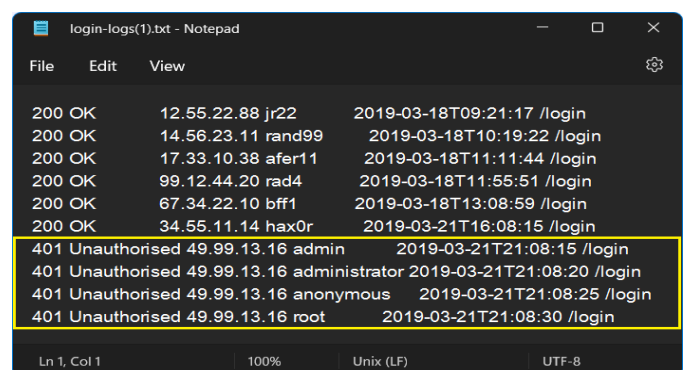 login-logs(1).txt - Notepad
File Edit View
200 OK 12.55.22.88 jr22 2019-03-18T09:21:17 /login
200 OK 14.56.23.11 rand99 2019-03-18T10:19:22 /login
200 OK 17.33.10.38 afer11 2019-03-18T11:11:44 /login
200 OK 99.12.44.20 rad4 2019-03-18T11:55:51 /login
200 OK 67.34.22.10 bff1 2019-03-18T13:08:59 /login
200 OK 34.55.11.14 hax0r 2019-03-21T16:08:15 /login
401 Unauthorised 49.99.13.16 admin 2019-03-21T21:08:15 /login
401 Unauthorised 49.99.13.16 administrator 2019-03-21T21:08:20 /login
401 Unauthorised 49.99.13.16 anonymous 2019-03-21T21:08:25 /login
401 Unauthorised 49.99.13.16 root 2019-03-21T21:08:30 /login
Ln 1, Col 1 100% Unix (LF) UTF-8